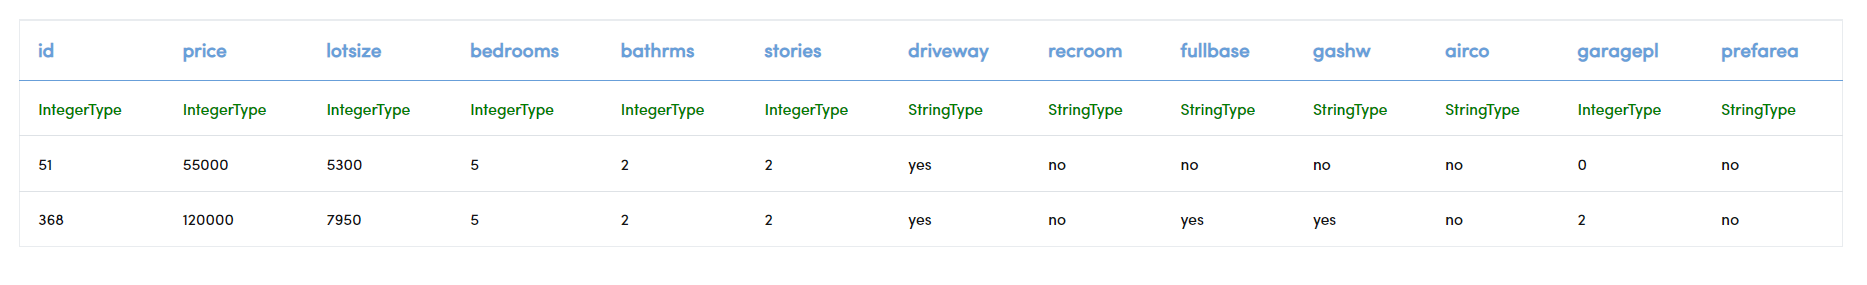 id price lotsize bedrooms bathrms stories driveway recroom fullbase gashw airco garagepl prefarea
IntegerType IntegerType IntegerType IntegerType IntegerType IntegerType StringType StringType StringType StringType StringType IntegerType StringType
51 55000 5300 5 2 2 yes no no no no 0 no
368 120000 7950 5 2 2 yes no yes yes no 2 no